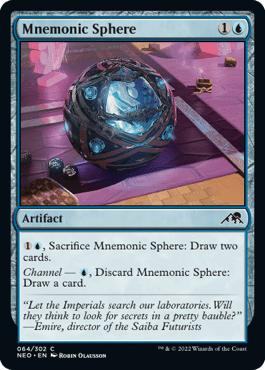 Mnemonic Sphere 1
Artifact
1, Sacrifice Mnemonic Sphere: Draw two
cards.
Channel — , Discard Mnemonic Sphere:
Draw a card.
“Let the Imperials search our laboratories. Will
they think to look for secrets in a pretty bauble?”
—Emire, director of the Saiba Futurists
064/302 C
NEO • EN Robin Olausson
™ & © 2022 Wizards of the Coast